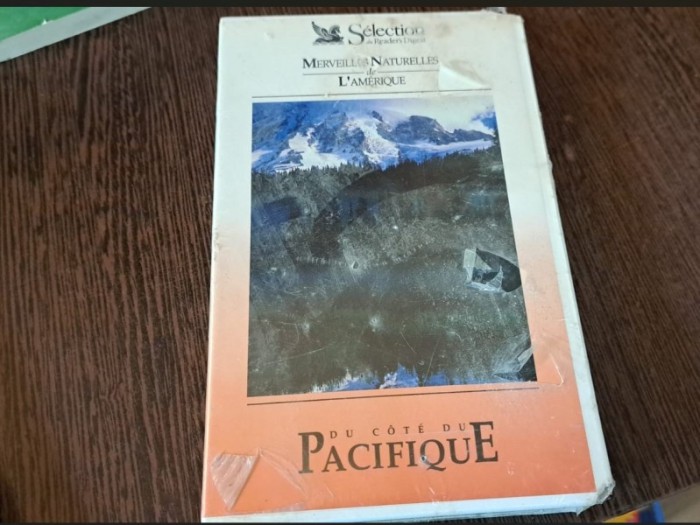 Sélection
du Reader's Digest
MERVEILLES NATURELLES
de
L'AMÉRIQUE
DU CÔTÉ DU
PACIFIQUE